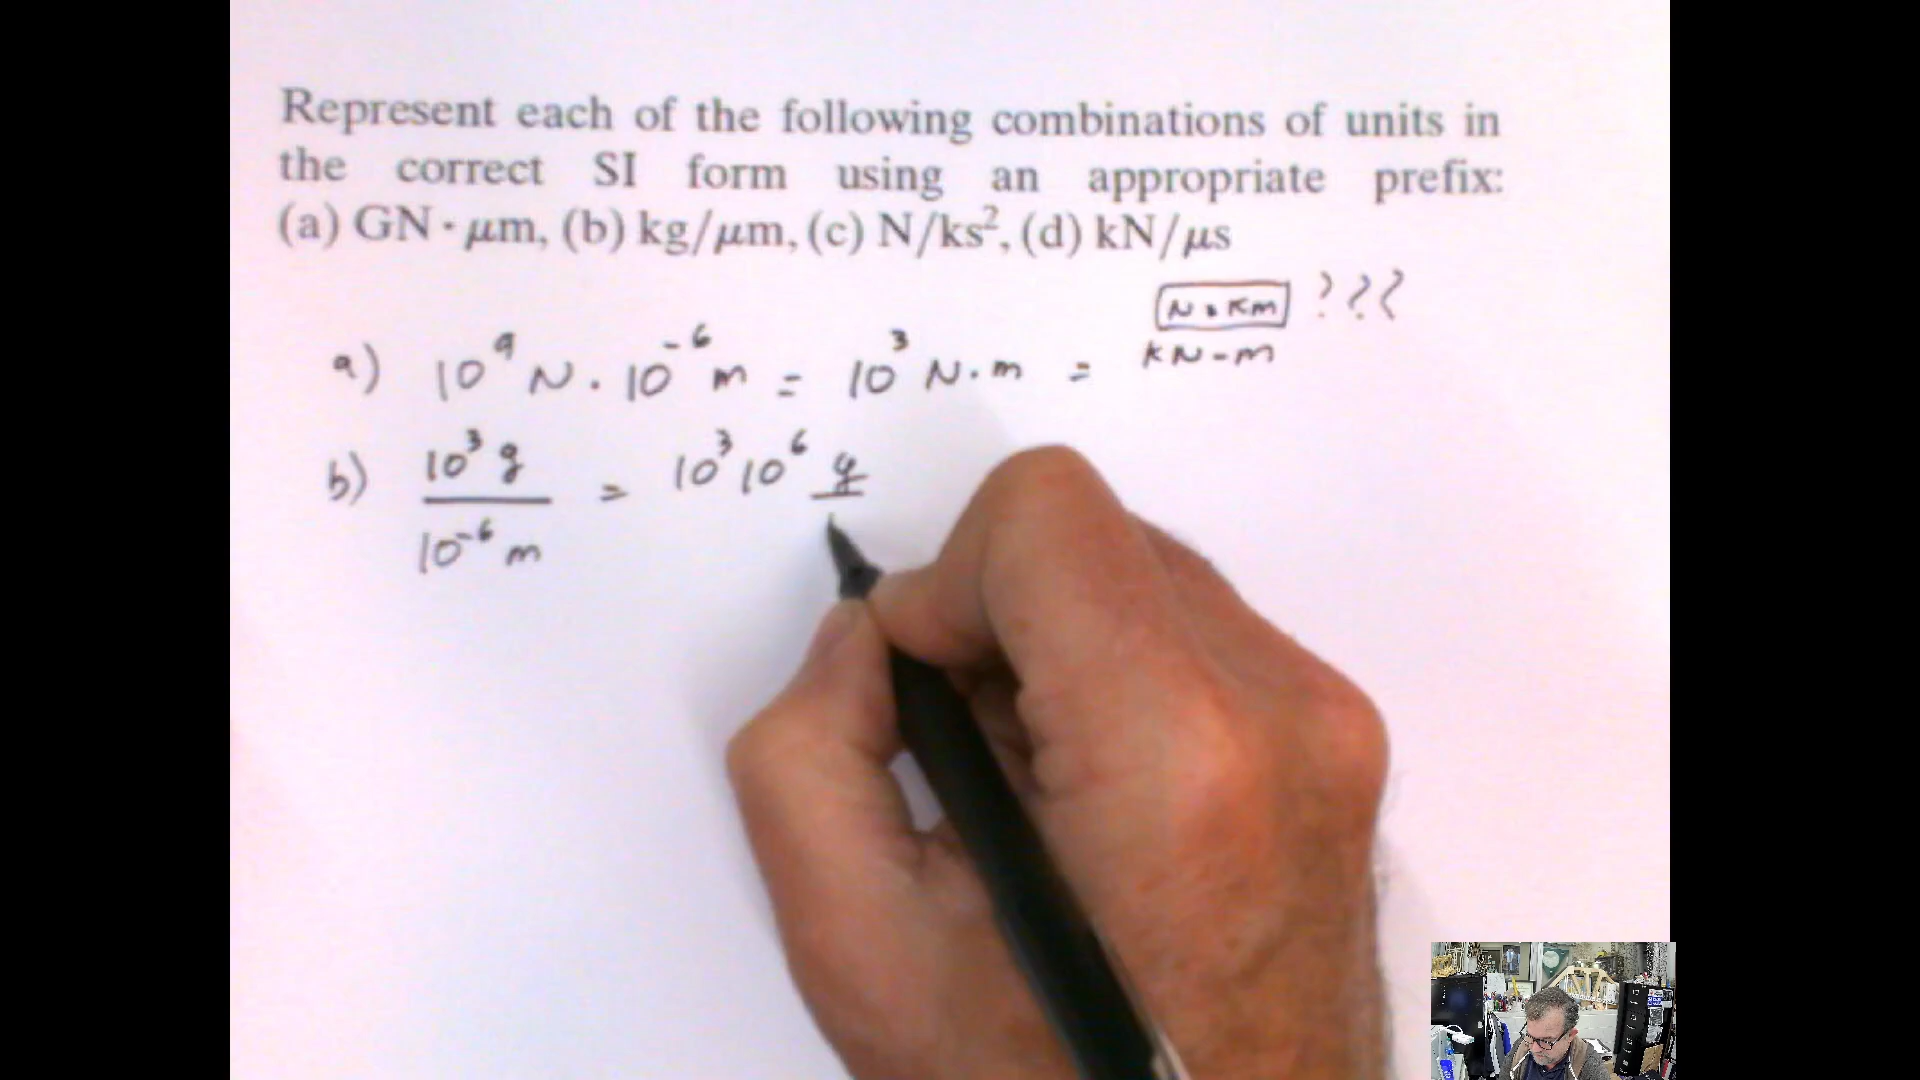 Represent each of the following combinations of units in
the correct SI form using an appropriate prefix:
(a) GN · μm, (b) kg/μm, (c) N/ks², (d) kN/μs
N • Km ???
a) 10⁹ N · 10⁻⁶ m = 10³ N·m = kN-m
b) 10³ g / 10⁻⁶ m = 10³ 10⁶ g